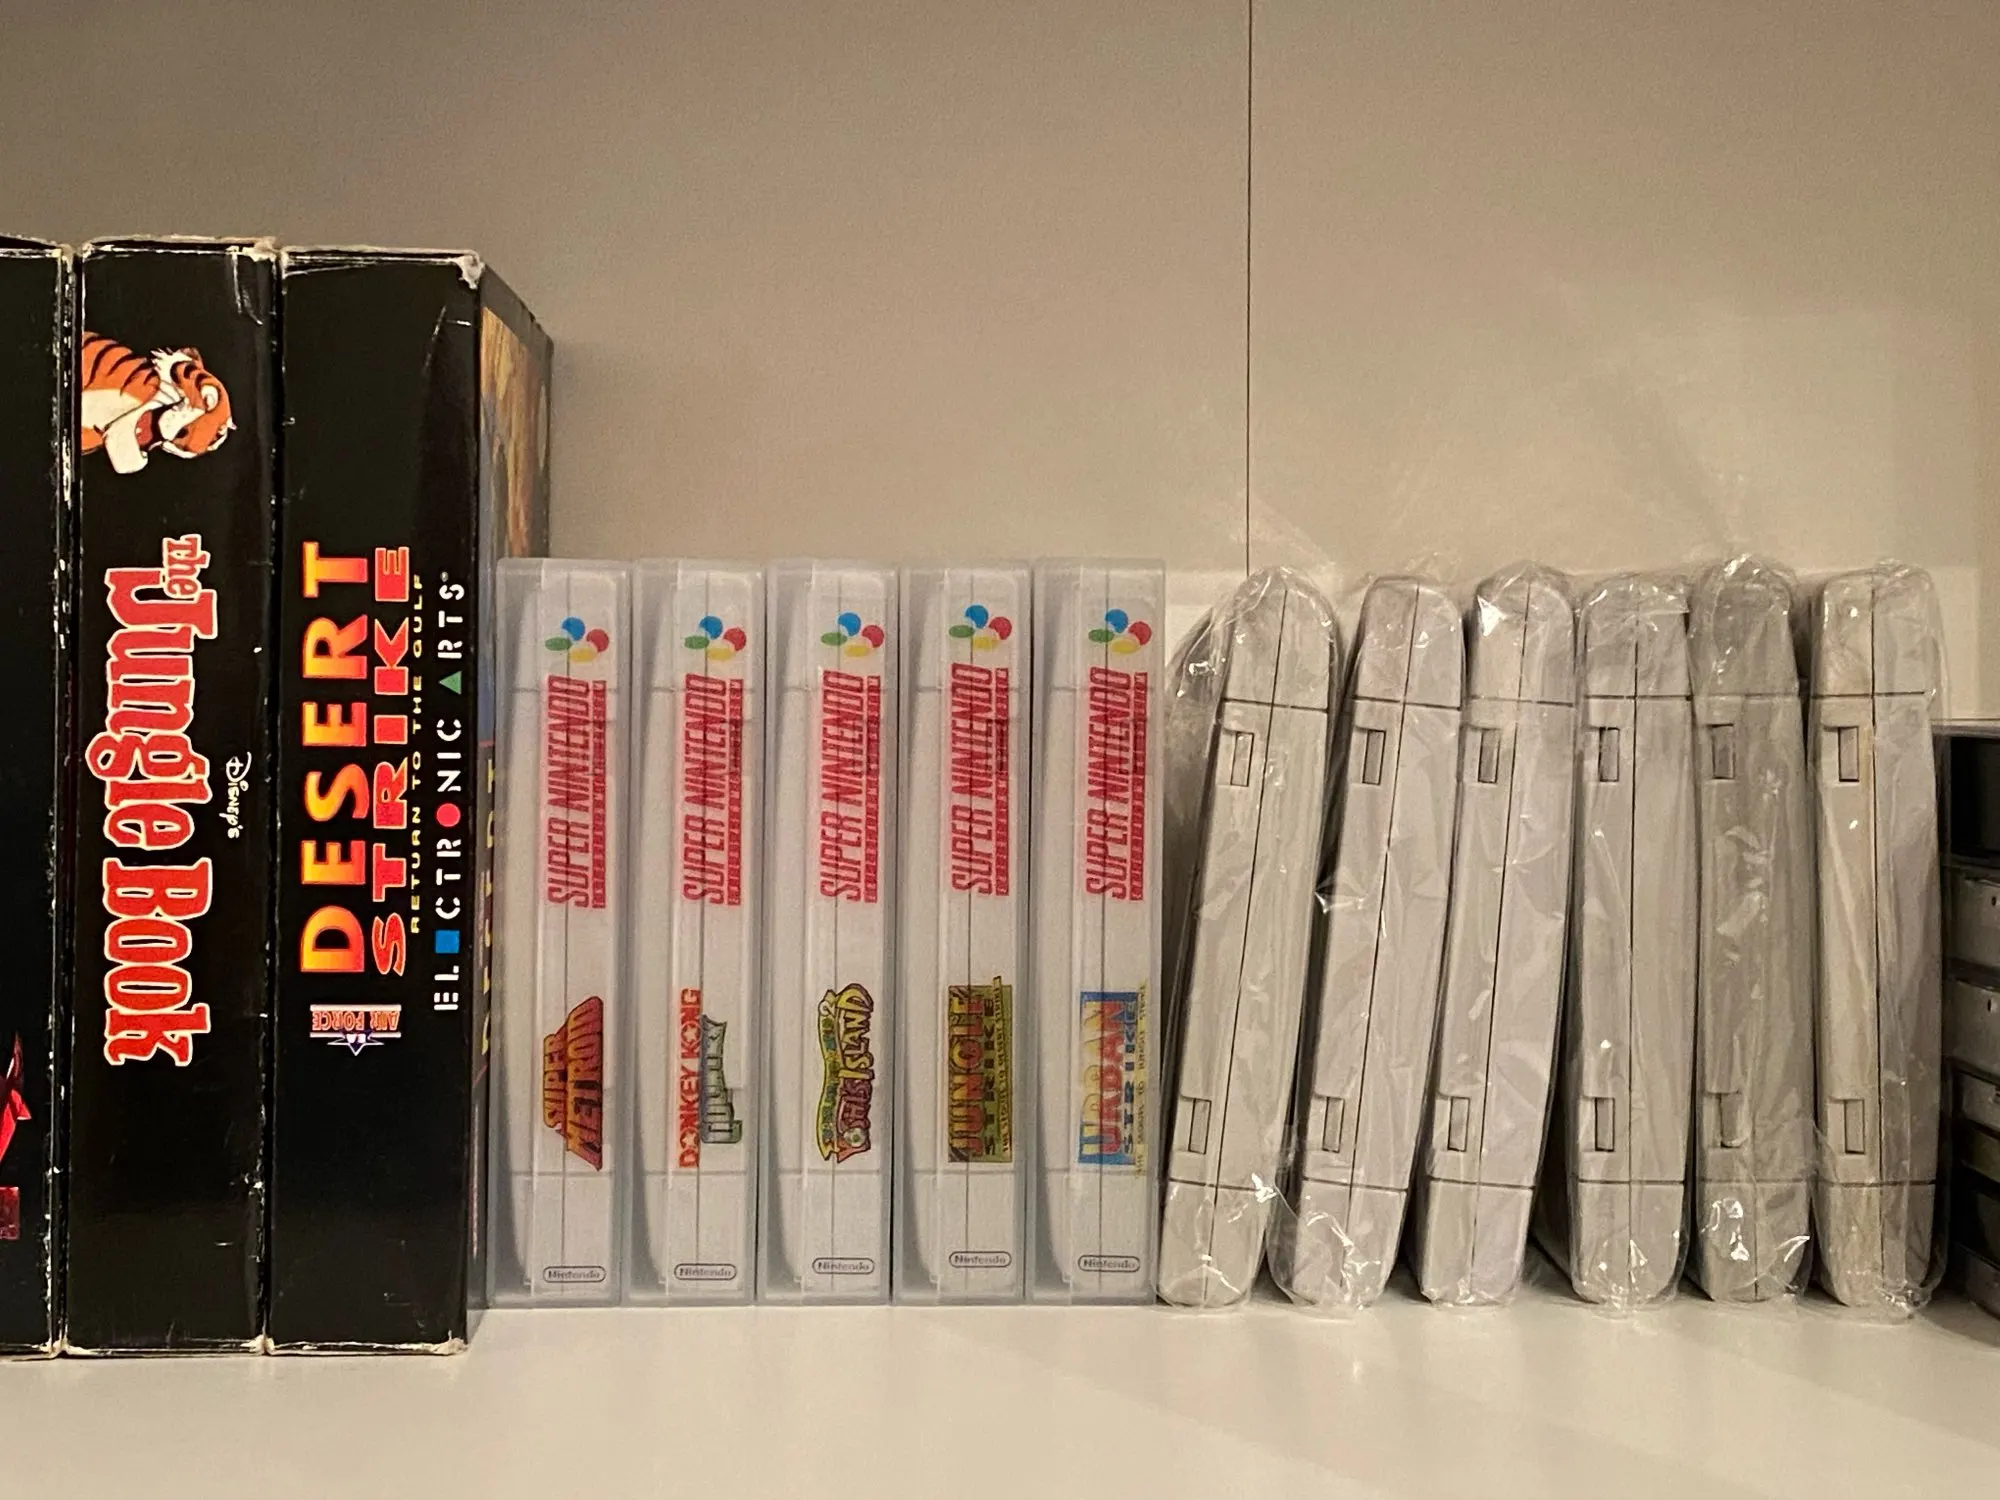 The Jungle Book
Disney's
DESERT
STRIKE
RETURN TO THE GULF
ELECTRONIC ARTS™
AIR FORCE
SUPER NINTENDO
SUPER METROID
Nintendo
SUPER NINTENDO
DONKEY KONG
COUNTRY
Nintendo
SUPER NINTENDO
YOSHI'S ISLAND
Nintendo
SUPER NINTENDO
JUNGLE
STRIKE
Nintendo
SUPER NINTENDO
URBAN
STRIKE
Nintendo